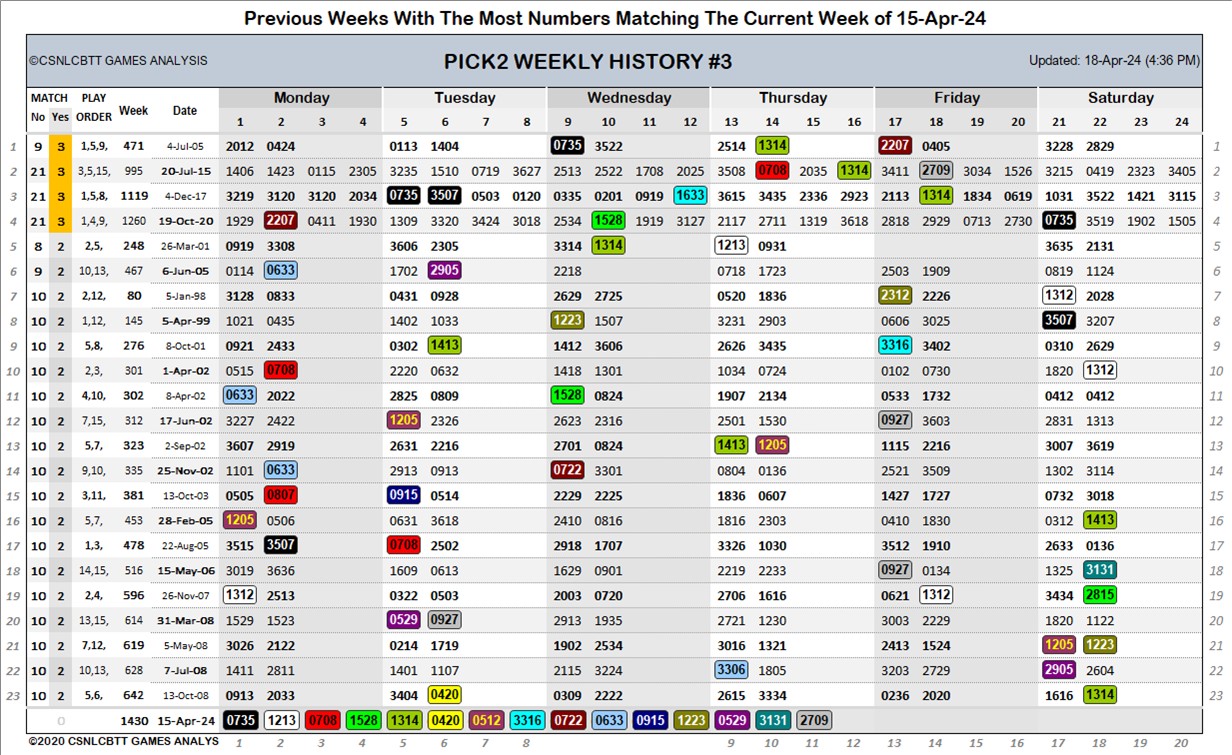 Previous Weeks With The Most Numbers Matching The Current Week of 15-Apr-24
©CSNLCBTT GAMES ANALYSIS PICK2 WEEKLY HISTORY #3 Updated: 18-Apr-24 (4:36 PM)
MATCH PLAY Week Date Monday Tuesday Wednesday Thursday Friday Saturday
No Yes ORDER 1 2 3 4 5 6 7 8 9 10 11 12 13 14 15 16 17 18 19 20 21 22 23 24
1 9 3 1,5,9, 471 4-Jul-05 2012 0424 0113 1404 0735 3522 2514 1314 2207 0405 3228 2829 1
2 21 3 3,5,15, 995 20-Jul-15 1406 1423 0115 2305 3235 1510 0719 3627 2513 2522 1708 2025 3508 0708 2035 1314 3411 2709 3034 1526 3215 0419 2323 3405 2
3 21 3 1,5,8, 1119 4-Dec-17 3219 3120 3120 2034 0735 3507 0503 0120 0335 0201 0919 1633 3615 3435 2336 2923 2113 1314 1834 0619 1031 3522 1421 3115 3
4 21 3 1,4,9, 1260 19-Oct-20 1929 2207 0411 1930 1309 3320 3424 3018 2534 1528 1919 3127 2117 2711 1319 3618 2818 2929 0713 2730 0735 3519 1902 1505 4
5 8 2 2,5, 248 26-Mar-01 0919 3308 3606 2305 3314 1314 1213 0931 3635 2131 5
6 9 2 10,13, 467 6-Jun-05 0114 0633 1702 2905 2218 0718 1723 2503 1909 0819 1124 6
7 10 2 2,12, 80 5-Jan-98 3128 0833 0431 0928 2629 2725 0520 1836 2312 2226 1312 2028 7
8 10 2 1,12, 145 5-Apr-99 1021 0435 1402 1033 1223 1507 3231 2903 0606 3025 3507 3207 8
9 10 2 5,8, 276 8-Oct-01 0921 2433 0302 1413 1412 3606 2626 3435 3316 3402 0310 2629 9
10 10 2 2,3, 301 1-Apr-02 0515 0708 2220 0632 1418 1301 1034 0724 0102 0730 1820 1312 10
11 10 2 4,10, 302 8-Apr-02 0633 2022 2825 0809 1528 0824 1907 2134 0533 1732 0412 0412 11
12 10 2 7,15, 312 17-Jun-02 3227 2422 1205 2326 2623 2316 2501 1530 0927 3603 2831 1313 12
13 10 2 5,7, 323 2-Sep-02 3607 2919 2631 2216 2701 0824 1413 1205 1115 2216 3007 3619 13
14 10 2 9,10, 335 25-Nov-02 1101 0633 2913 0913 0722 3301 0804 0136 2521 3509 1302 3114 14
15 10 2 3,11, 381 13-Oct-03 0505 0807 0915 0514 2229 2225 1836 0607 1427 1727 0732 3018 15
16 10 2 5,7, 453 28-Feb-05 1205 0506 0631 3618 2410 0816 1816 2303 0410 1830 0312 1413 16
17 10 2 1,3, 478 22-Aug-05 3515 3507 0708 2502 2918 1707 3326 1030 3512 1910 2633 0136 17
18 10 2 14,15, 516 15-May-06 3019 3636 1609 0613 1629 0901 2219 2233 0927 0134 1325 3131 18
19 10 2 2,4, 596 26-Nov-07 1312 2513 0322 0503 2003 0720 2706 1616 0621 1312 3434 2815 19
20 10 2 13,15, 614 31-Mar-08 1529 1523 0529 0927 2913 1935 2721 1230 3003 2229 1820 1122 20
21 10 2 7,12, 619 5-May-08 3026 2122 0214 1719 1902 2534 3016 1321 2413 1524 1205 1223 21
22 10 2 10,13, 628 7-Jul-08 1411 2811 1401 1107 2115 3224 3306 1805 3203 2729 2905 2604 22
23 10 2 5,6, 642 13-Oct-08 0913 2033 3404 0420 0309 2222 2615 3334 0236 2020 1616 1314 23
0 1430 15-Apr-24 0735 1213 0708 1528 1314 0420 0512 3316 0722 0633 0915 1223 0529 3131 2709
©2020 CSNLCBTT GAMES ANALYS 1 2 3 4 5 6 7 8 9 10 11 12 13 14 15 16 17 18 19 20